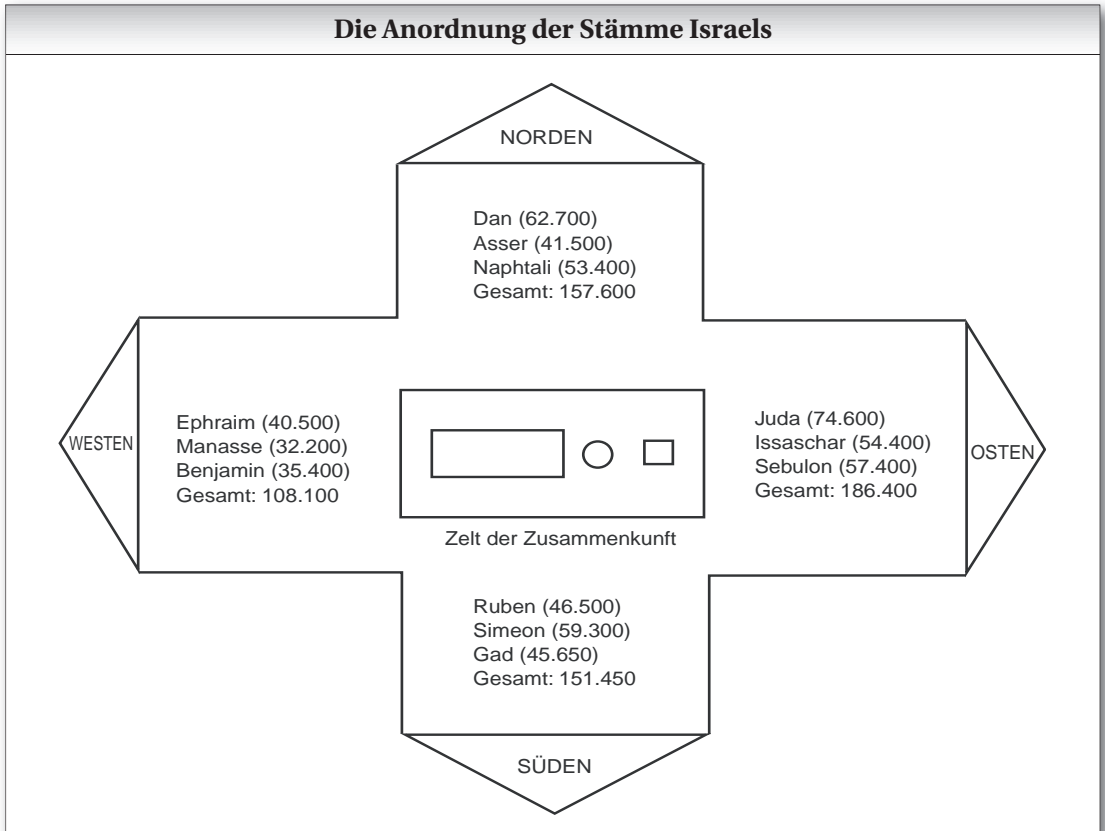 Die Anordnung der Stämme Israels
NORDEN
Dan (62.700)
Asser (41.500)
Naphtali (53.400)
Gesamt: 157.600
WESTEN
Ephraim (40.500)
Manasse (32.200)
Benjamin (35.400)
Gesamt: 108.100
Zelt der Zusammenkunft
Juda (74.600)
Issaschar (54.400)
Sebulon (57.400)
Gesamt: 186.400
OSTEN
Ruben (46.500)
Simeon (59.300)
Gad (45.650)
Gesamt: 151.450
SÜDEN